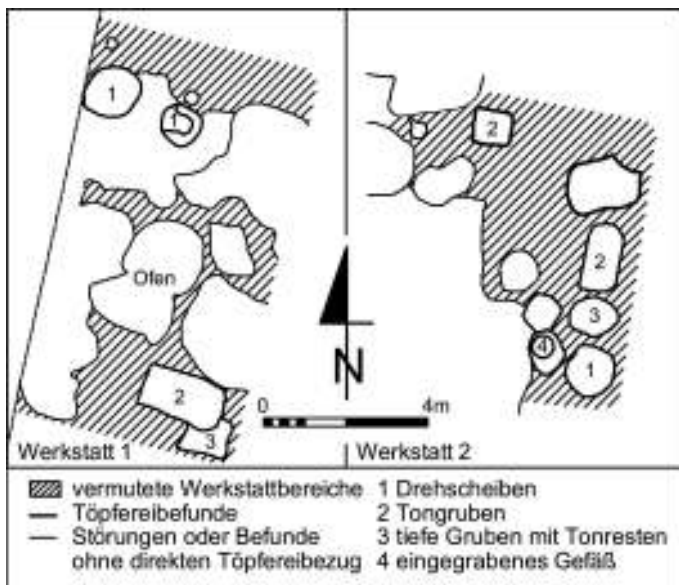 1
1
2
2
Ofen
3
4
1
N
2
3
0 4m
Werkstatt 1
Werkstatt 2
vermutete Werkstattbereiche
Töpfereibefunde
Störungen oder Befunde
ohne direkten Töpfereibezug
1 Drehscheiben
2 Tongruben
3 tiefe Gruben mit Tonresten
4 eingegrabenes Gefäß